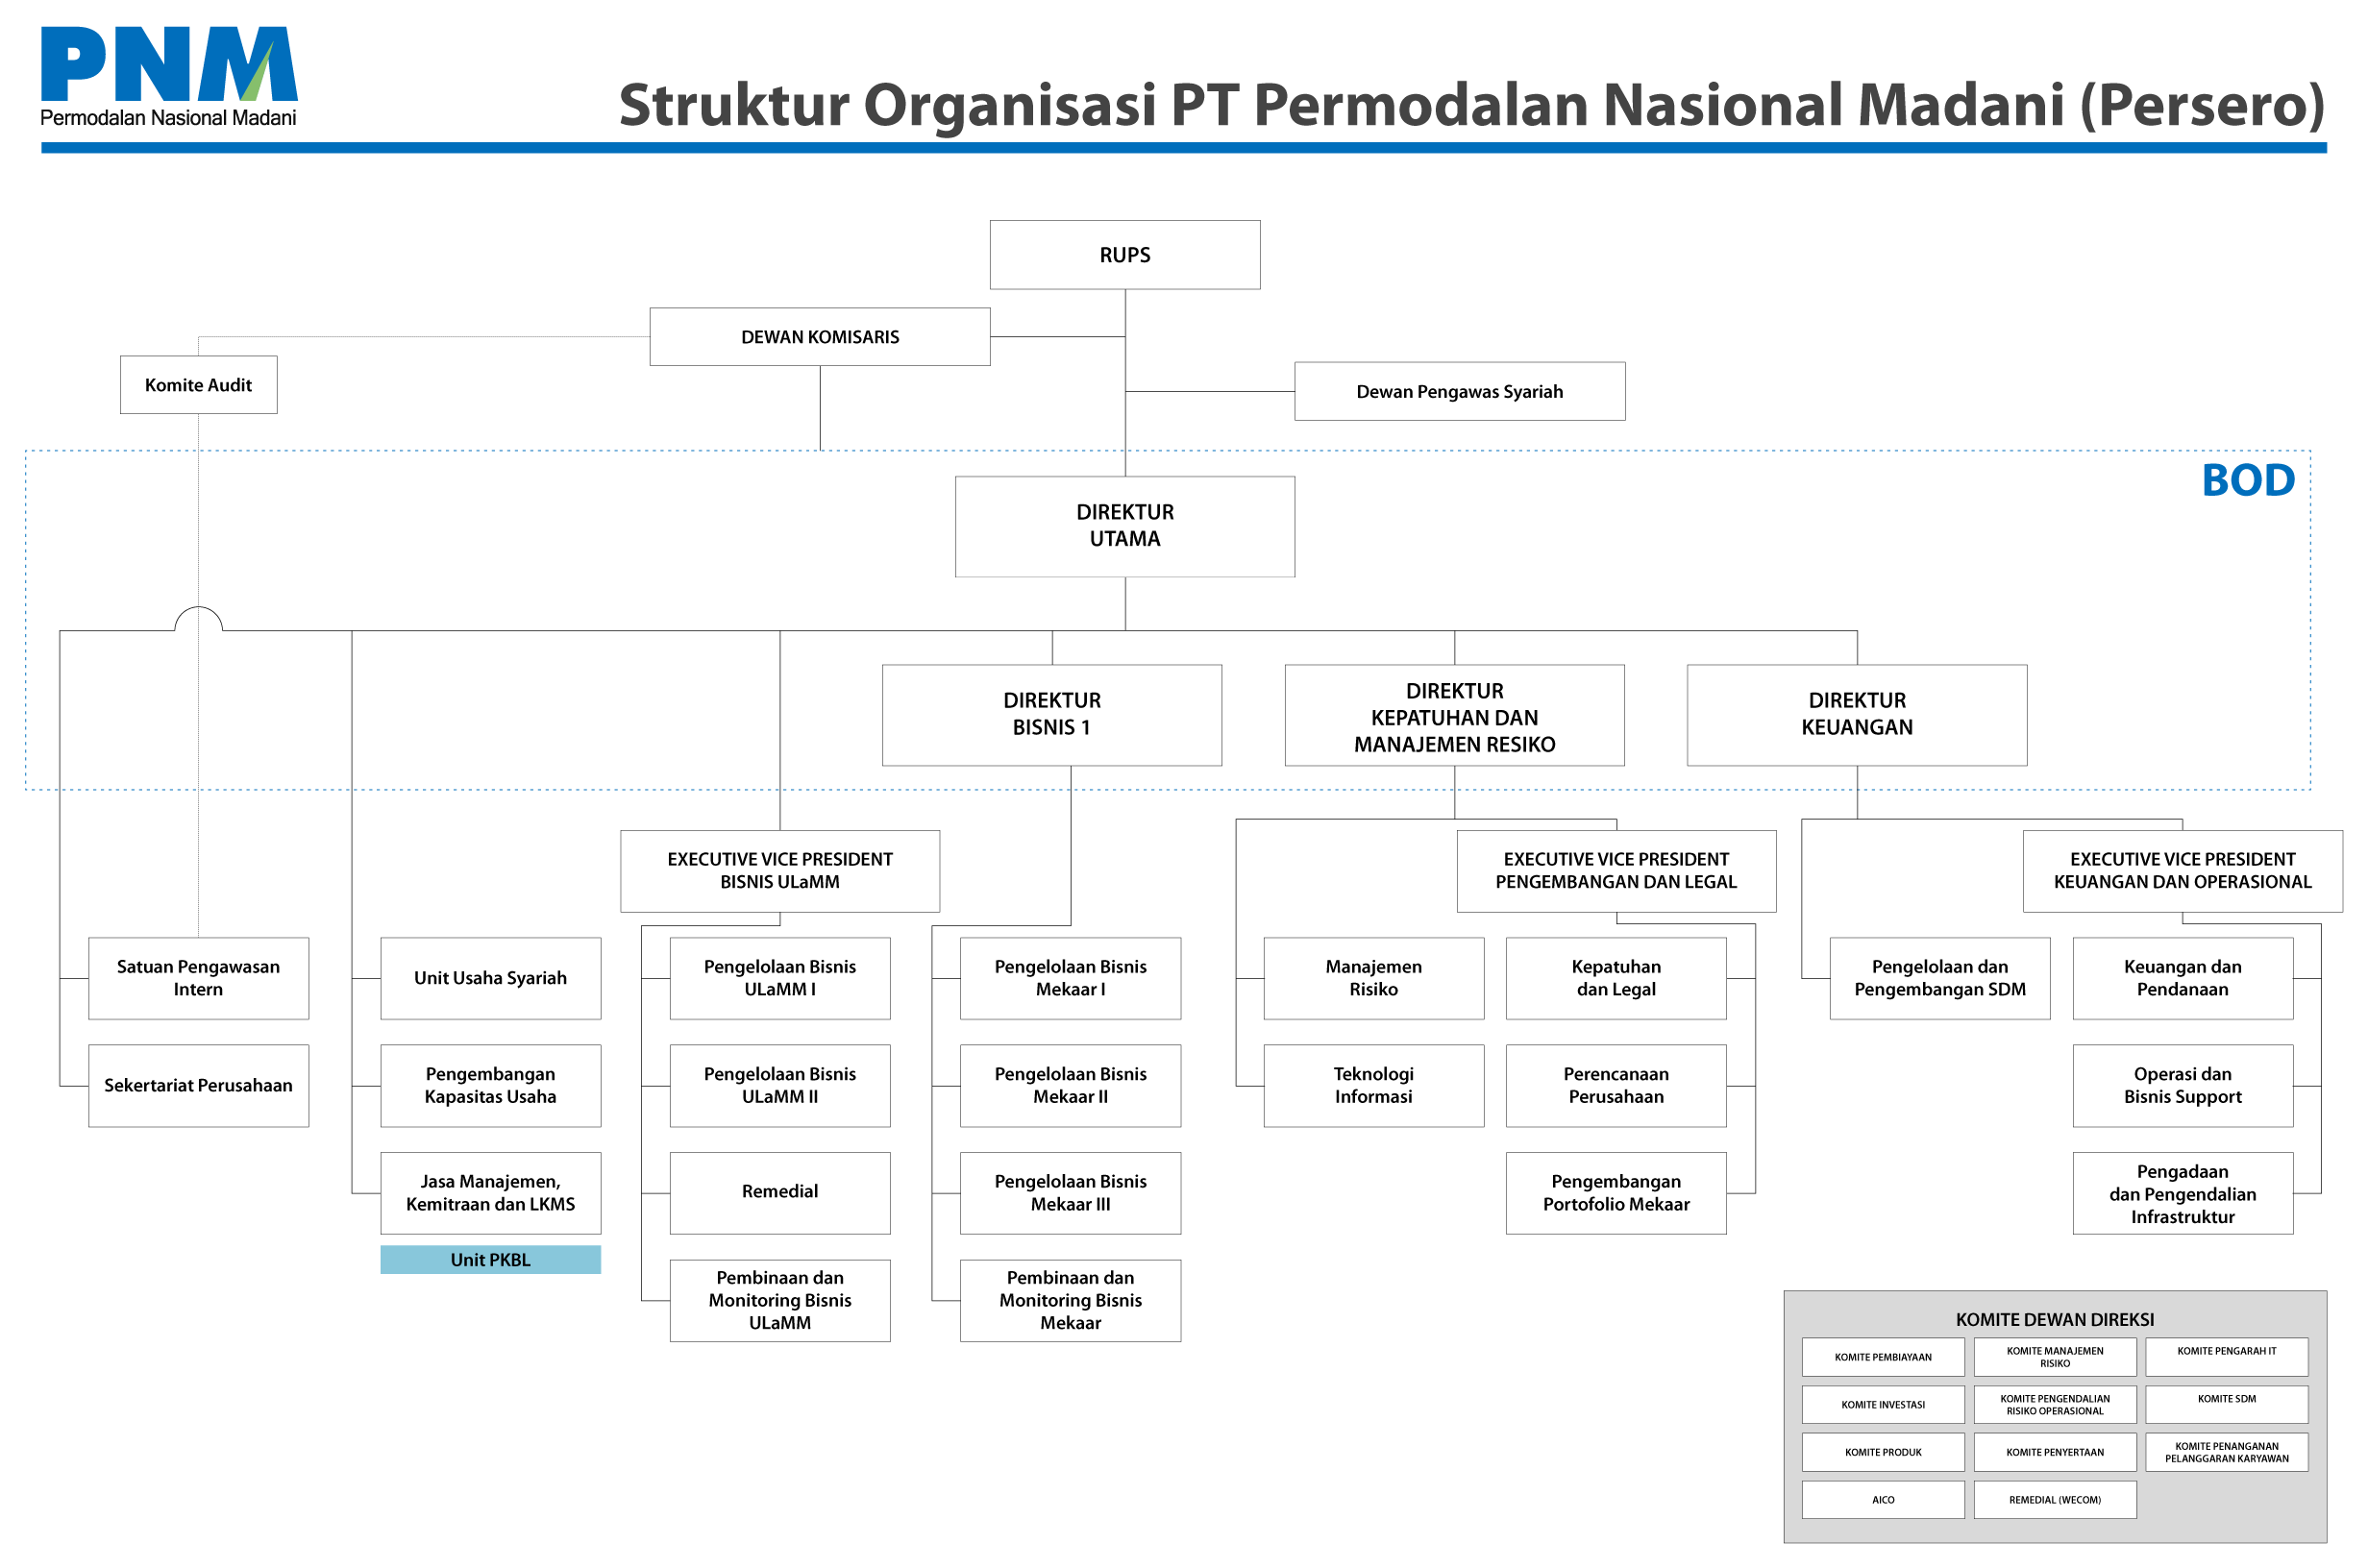 PNM
Permodalan Nasional Madani
Struktur Organisasi PT Permodalan Nasional Madani (Persero)
RUPS
DEWAN KOMISARIS
Komite Audit
Dewan Pengawas Syariah
BOD
DIREKTUR
UTAMA
DIREKTUR
BISNIS 1
DIREKTUR
KEPATUHAN DAN
MANAJEMEN RESIKO
DIREKTUR
KEUANGAN
EXECUTIVE VICE PRESIDENT
BISNIS ULaMM
EXECUTIVE VICE PRESIDENT
PENGEMBANGAN DAN LEGAL
EXECUTIVE VICE PRESIDENT
KEUANGAN DAN OPERASIONAL
Satuan Pengawasan
Intern
Unit Usaha Syariah
Pengelolaan Bisnis
ULaMM I
Pengelolaan Bisnis
Mekaar I
Manajemen
Risiko
Kepatuhan
dan Legal
Pengelolaan dan
Pengembangan SDM
Keuangan dan
Pendanaan
Sekertariat Perusahaan
Pengembangan
Kapasitas Usaha
Pengelolaan Bisnis
ULaMM II
Pengelolaan Bisnis
Mekaar II
Teknologi
Informasi
Perencanaan
Perusahaan
Operasi dan
Bisnis Support
Jasa Manajemen,
Kemitraan dan LKMS
Remedial
Pengelolaan Bisnis
Mekaar III
Pengembangan
Portofolio Mekaar
Pengadaan
dan Pengendalian
Infrastruktur
Unit PKBL
Pembinaan dan
Monitoring Bisnis
ULaMM
Pembinaan dan
Monitoring Bisnis
Mekaar
KOMITE DEWAN DIREKSI
KOMITE PEMBIAYAAN
KOMITE MANAJEMEN
RISIKO
KOMITE PENGARAH IT
KOMITE INVESTASI
KOMITE PENGENDALIAN
RISIKO OPERASIONAL
KOMITE SDM
KOMITE PRODUK
KOMITE PENYERTAAN
KOMITE PENANGANAN
PELANGGARAN KARYAWAN
AICO
REMEDIAL (WECOM)